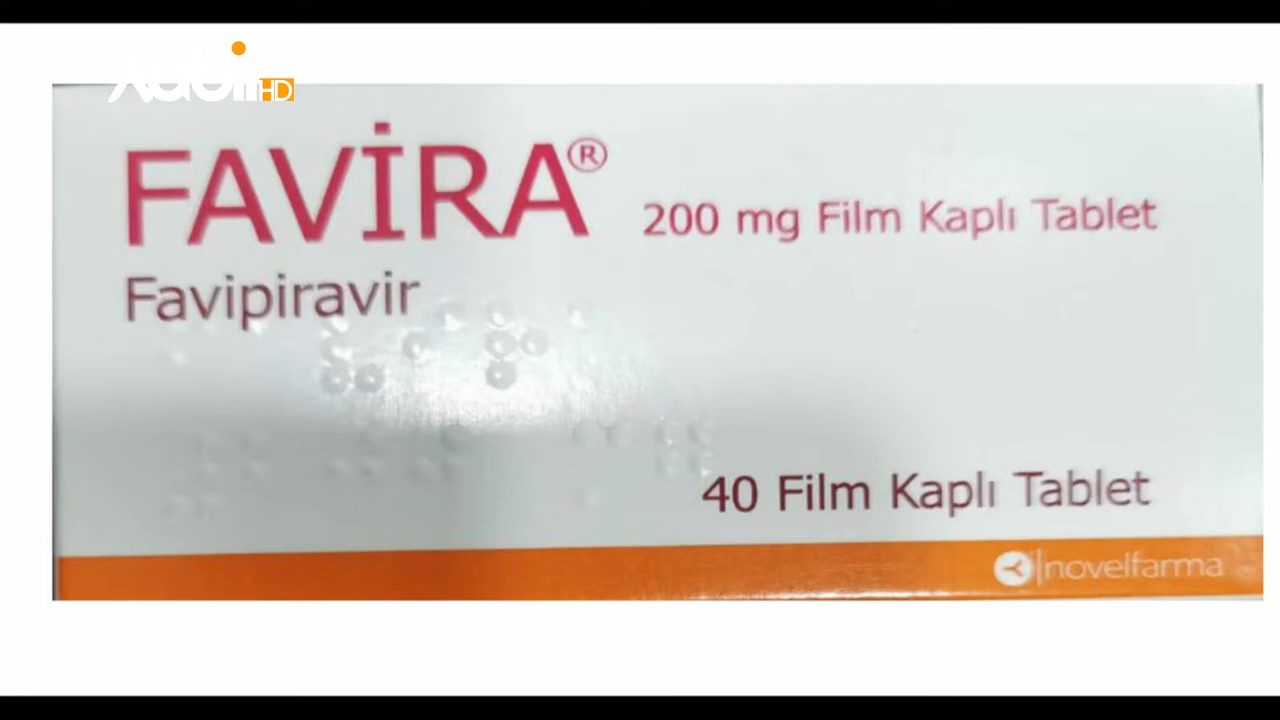 HD
FAVİRA®
200 mg Film Kaplı Tablet
Favipiravir
40 Film Kaplı Tablet
novelfarma